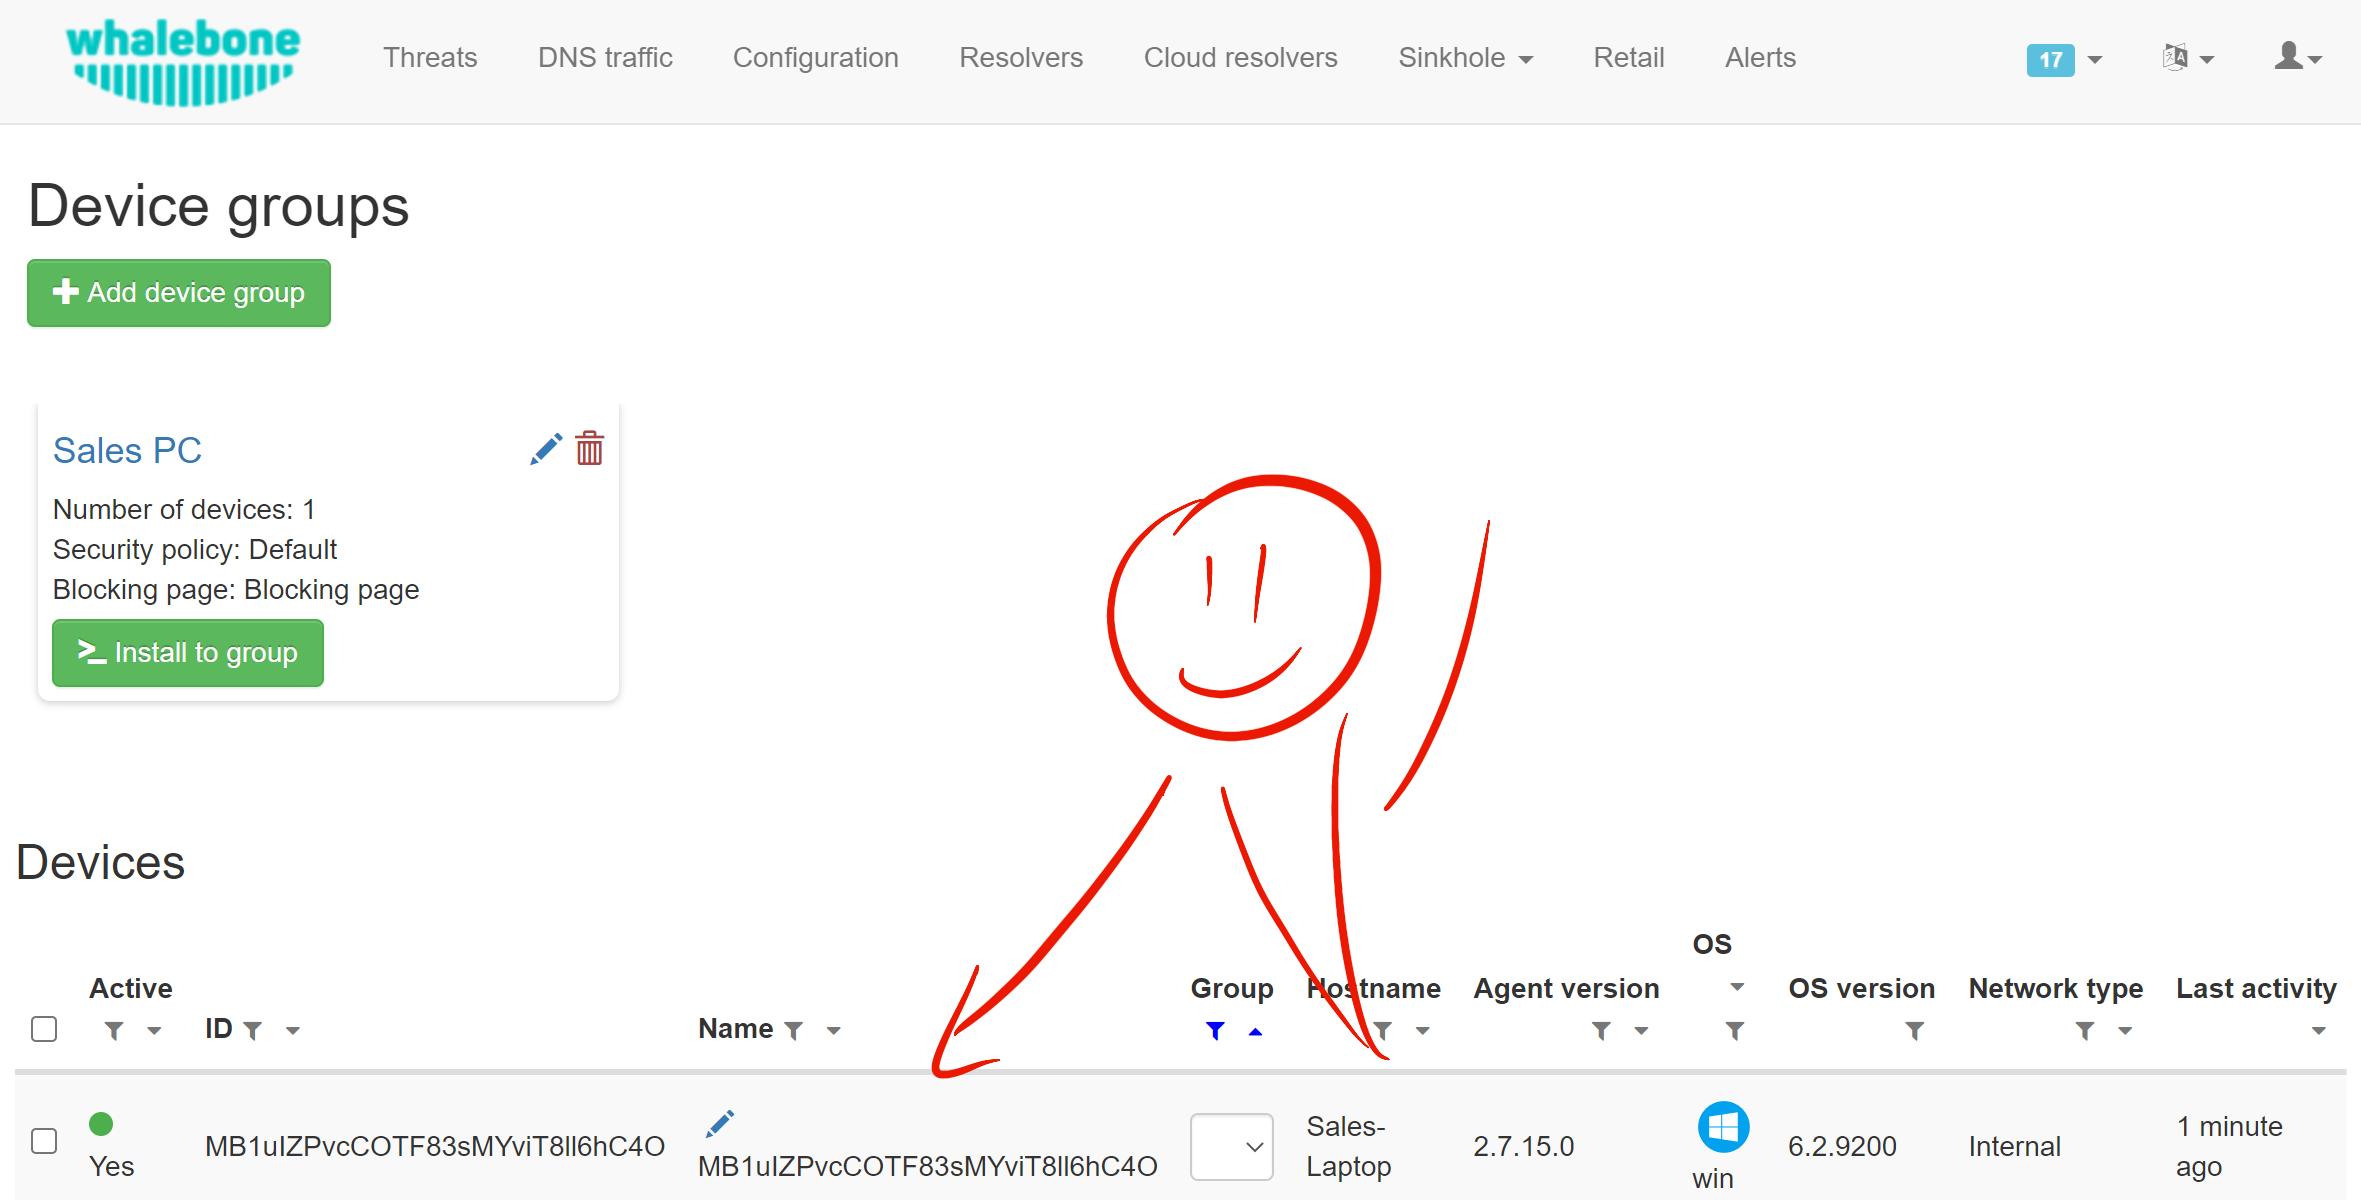 whalebone
Threats DNS traffic Configuration Resolvers Cloud resolvers Sinkhole Retail Alerts 17
Device groups
Add device group
Sales PC
Number of devices: 1
Security policy: Default
Blocking page: Blocking page
Install to group
Devices
Active ID Name Group Hostname Agent version OS OS version Network type Last activity
Yes MB1uIZPvcCOTF83sMYviT8lI6hC4O MB1uIZPvcCOTF83sMYviT8lI6hC4O Sales-
Laptop 2.7.15.0 win 6.2.9200 Internal 1 minute
ago